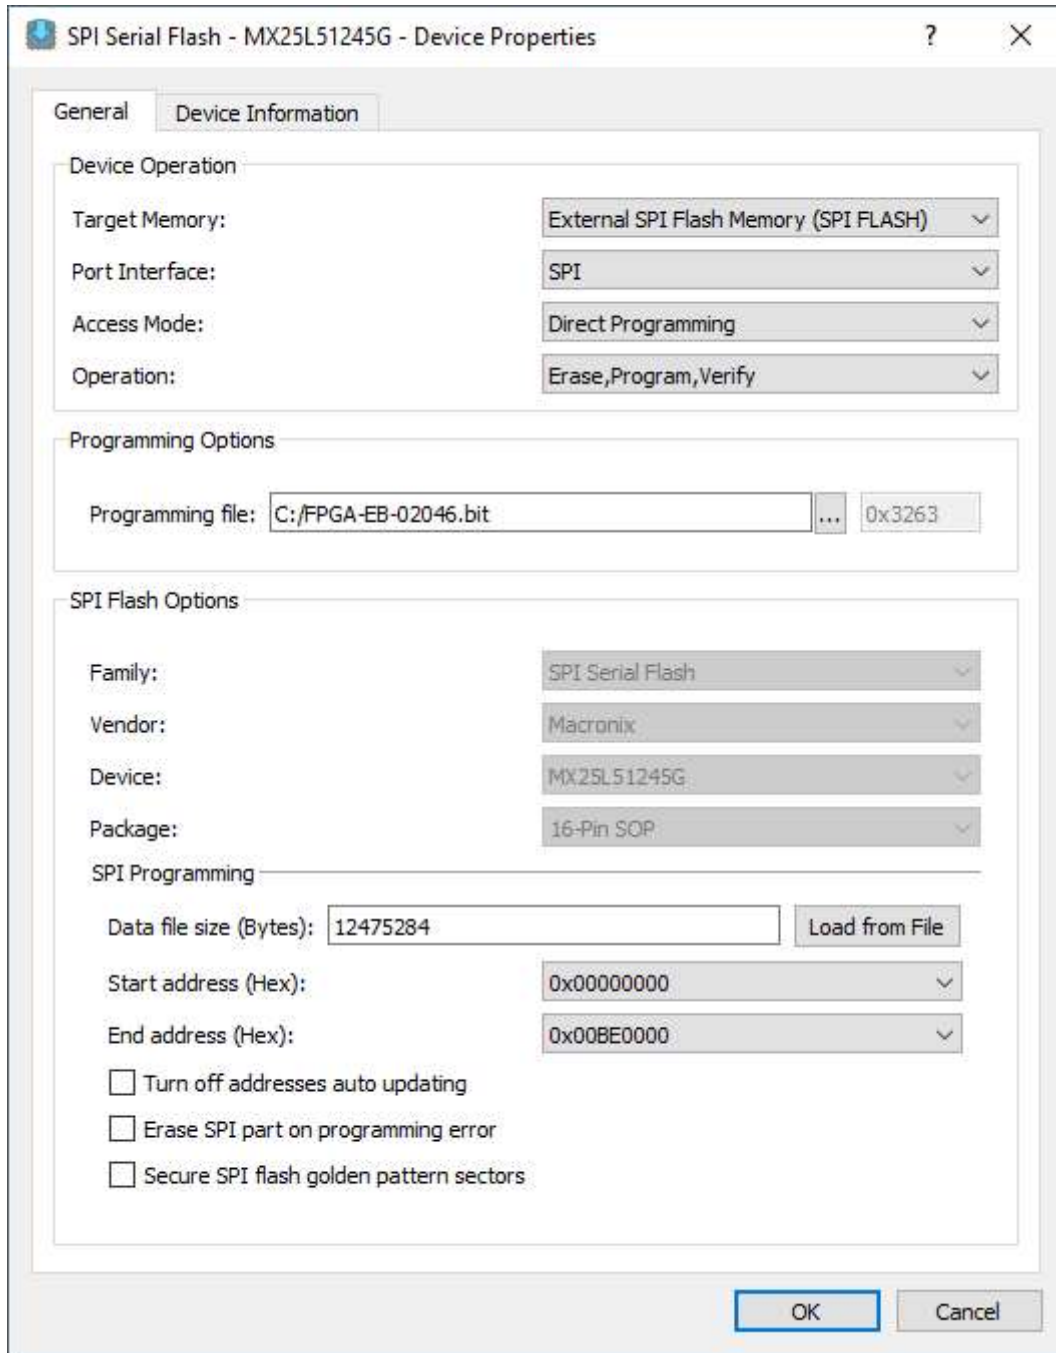 SPI Serial Flash - MX25L51245G - Device Properties ?
General Device Information
Device Operation
Target Memory: External SPI Flash Memory (SPI FLASH)
Port Interface: SPI
Access Mode: Direct Programming
Operation: Erase,Program,Verify
Programming Options
Programming file: C:/FPGA-EB-02046.bit ... 0x3263
SPI Flash Options
Family: SPI Serial Flash
Vendor: Macronix
Device: MX25L51245G
Package: 16-Pin SOP
SPI Programming
Data file size (Bytes): 12475284 Load from File
Start address (Hex): 0x00000000
End address (Hex): 0x00BE0000
Turn off addresses auto updating
Erase SPI part on programming error
Secure SPI flash golden pattern sectors
OK Cancel